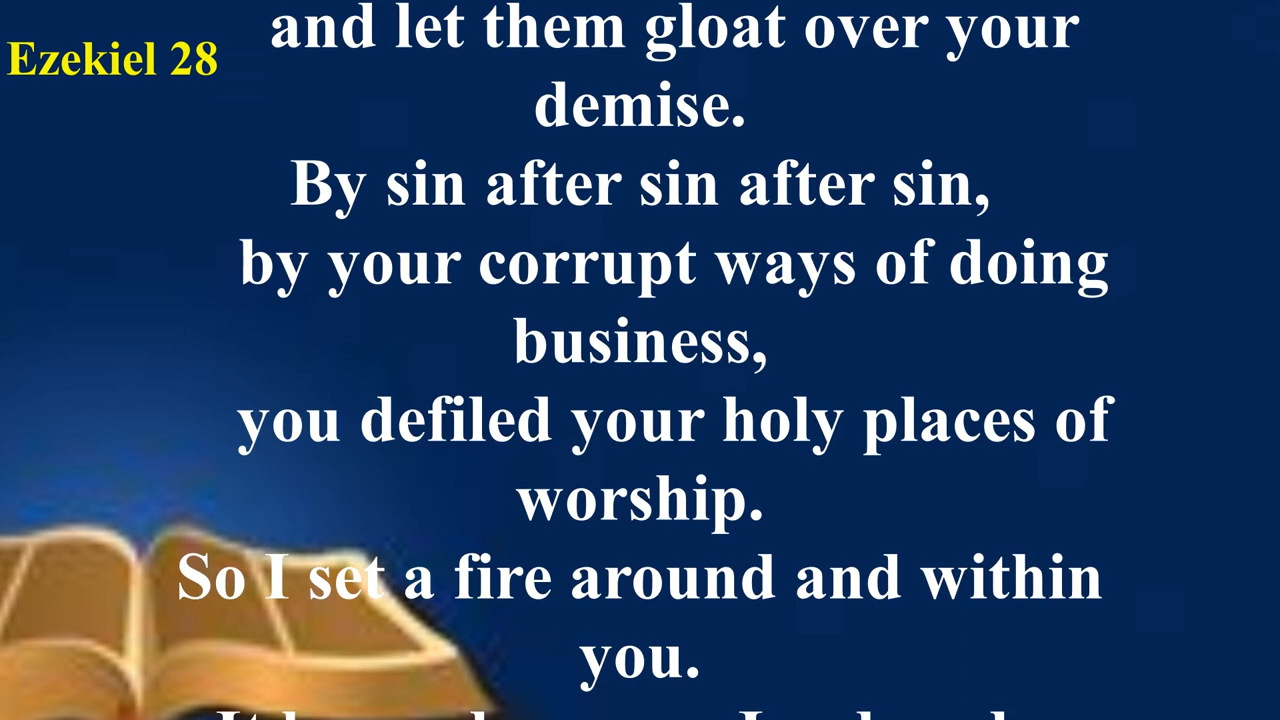 and let them gloat over your
Ezekiel 28
demise.
By sin after sin after sin,
by your corrupt ways of doing
business,
you defiled your holy places of
worship.
So I set a fire around and within
you.